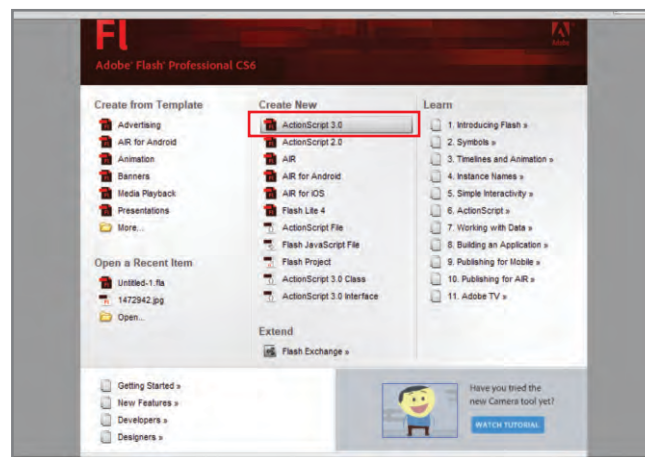 Fl
Adobe
Adobe® Flash® Professional CS6
Create from Template
Advertising
AIR for Android
Animation
Banners
Media Playback
Presentations
More...
Open a Recent Item
Untitled-1.fla
1472942.jpg
Open...
Create New
ActionScript 3.0
ActionScript 2.0
AIR
AIR for Android
AIR for iOS
Flash Lite 4
ActionScript File
Flash JavaScript File
Flash Project
ActionScript 3.0 Class
ActionScript 3.0 Interface
Extend
Flash Exchange »
Learn
1. Introducing Flash »
2. Symbols »
3. Timelines and Animation »
4. Instance Names »
5. Simple Interactivity »
6. ActionScript »
7. Working with Data »
8. Building an Application »
9. Publishing for Mobile »
10. Publishing for AIR »
11. Adobe TV »
Getting Started »
New Features »
Developers »
Designers »
Have you tried the
new Camera tool yet?
WATCH TUTORIAL